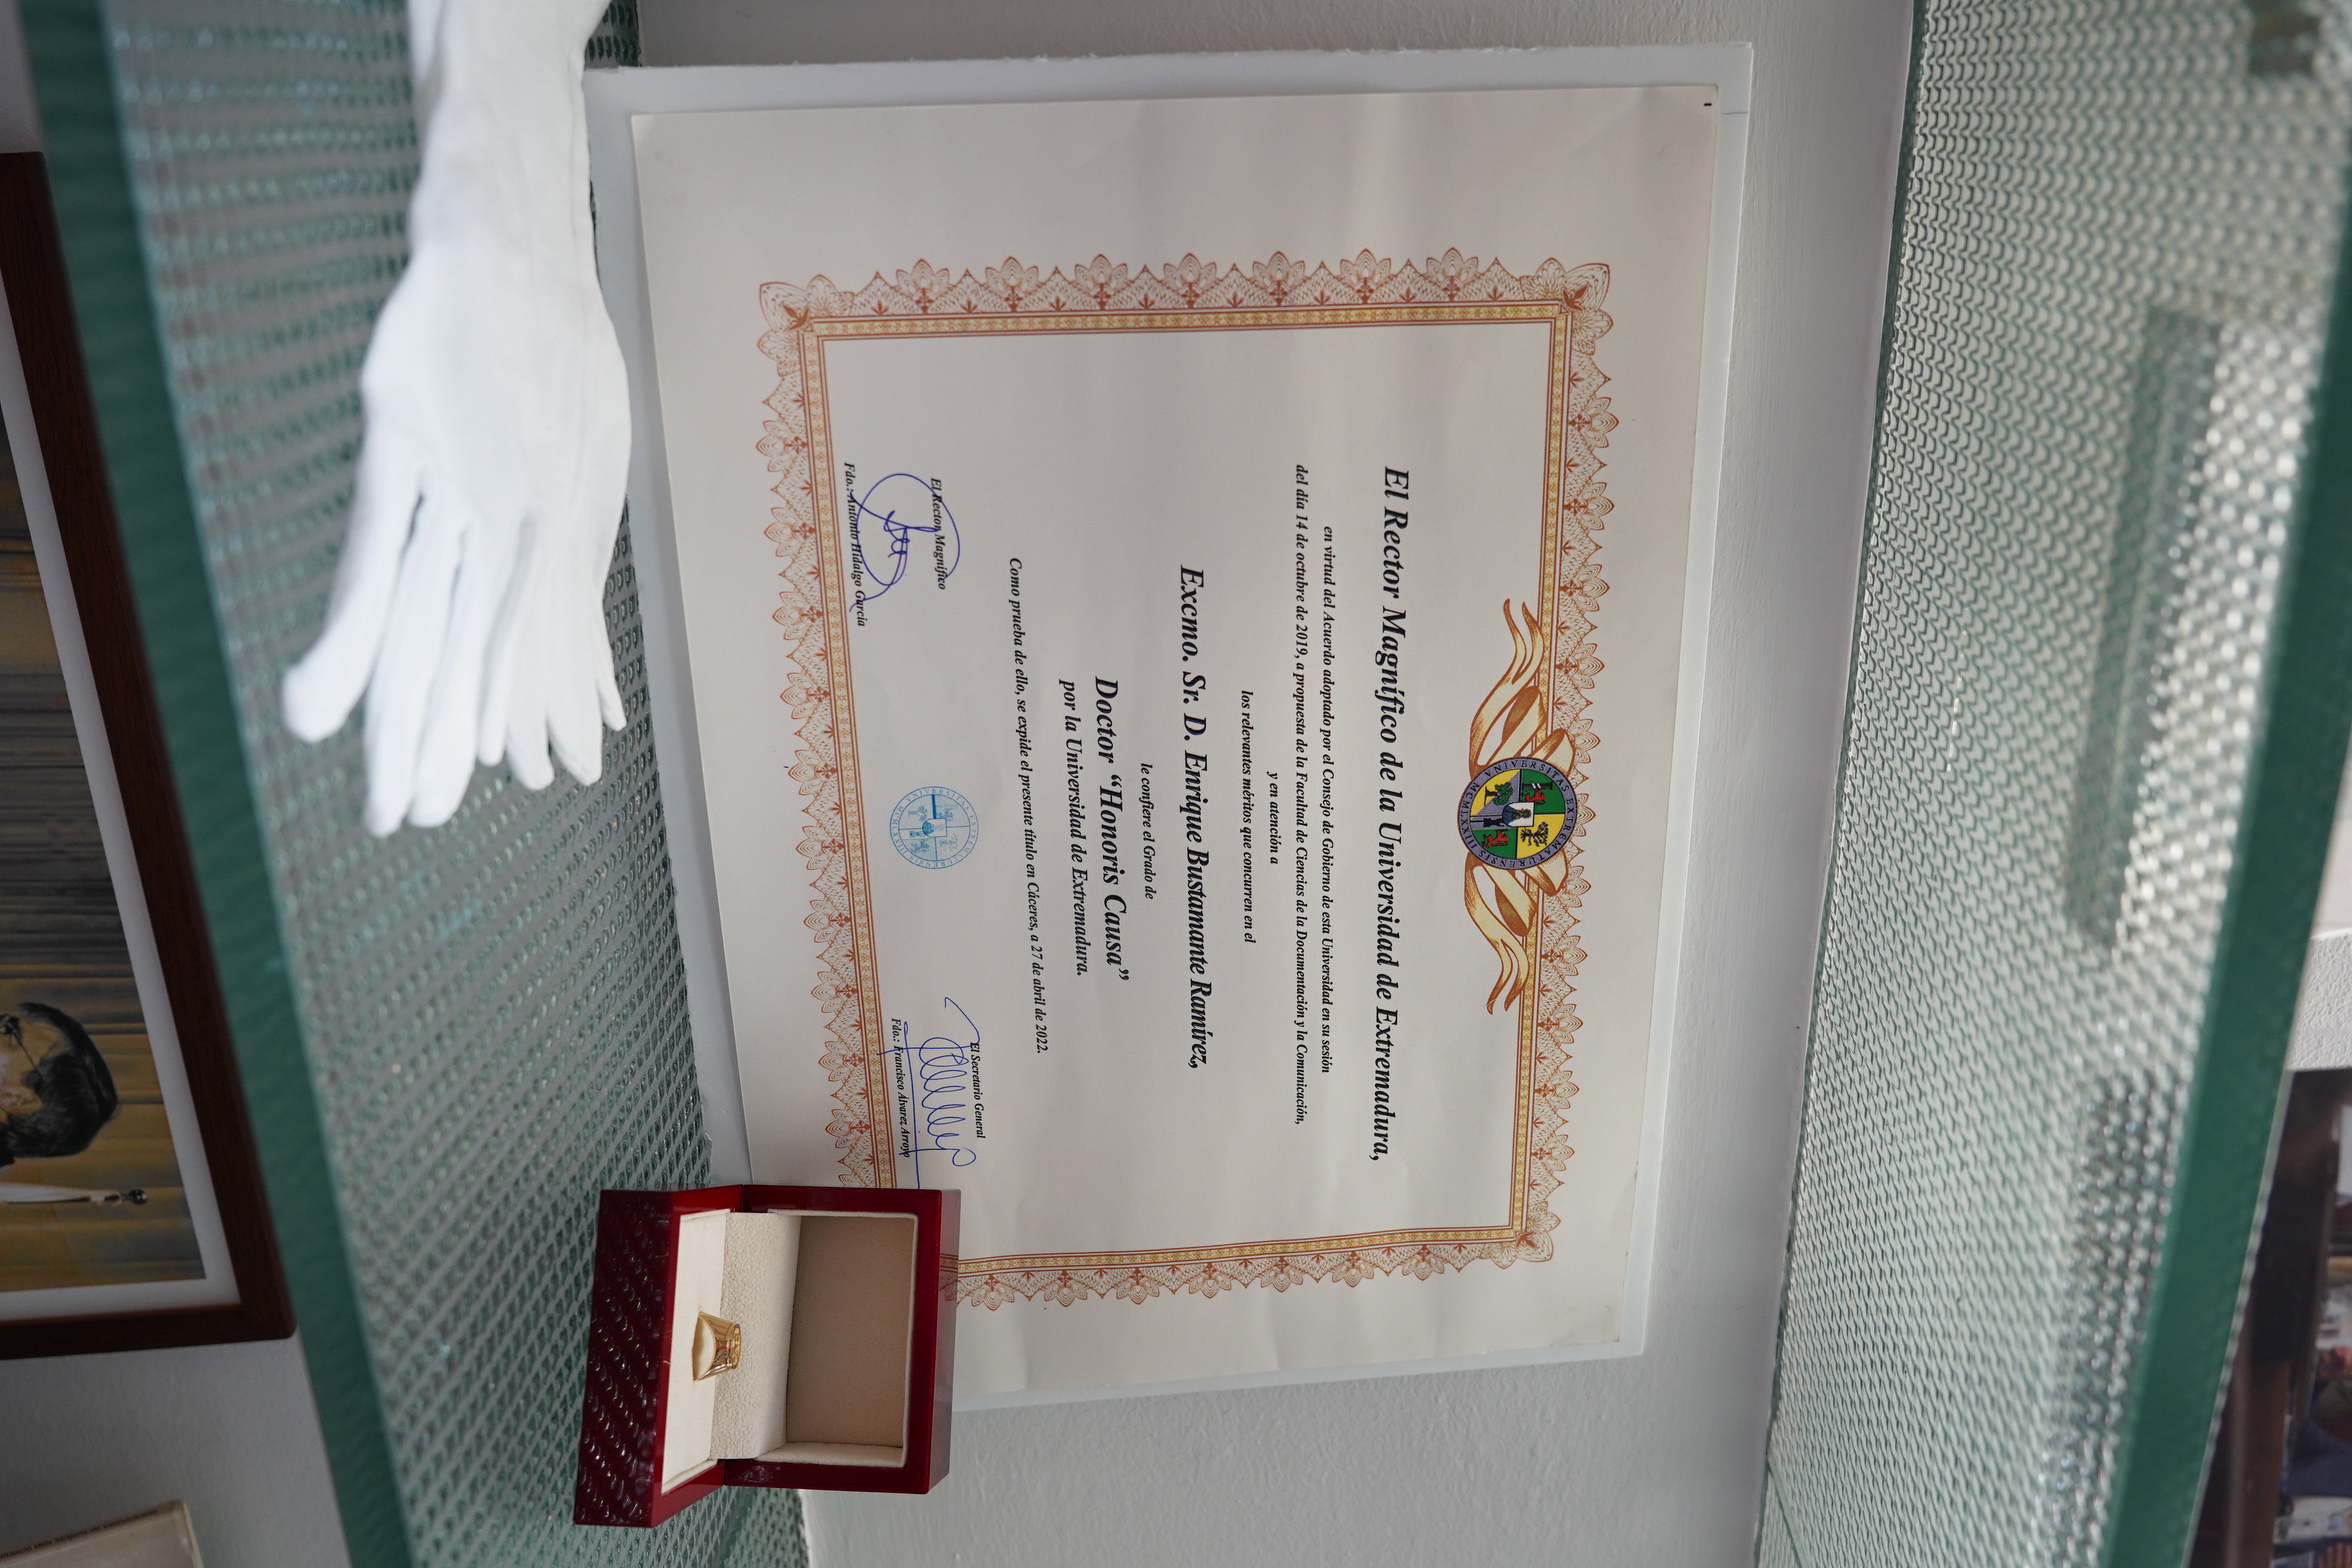 UNIVERSITAS EXTREMATURENSIS
El Rector Magnífico de la Universidad de Extremadura,
en virtud del Acuerdo adoptado por el Consejo de Gobierno de esta Universidad en su sesión
del día 14 de octubre de 2019, a propuesta de la Facultad de Ciencias de la Documentación y la Comunicación,
y en atención a
los relevantes méritos que concurren en el
Excmo. Sr. D. Enrique Bustamante Ramírez,
le confiere el Grado de
Doctor “Honoris Causa”
por la Universidad de Extremadura.
Como prueba de ello, se expide el presente título en Cáceres, a 27 de abril de 2022.
El Rector Magnífico
Fdo.: Antonio Hidalgo García
El Secretario General
Fdo.: Francisco Álvarez Arroyo